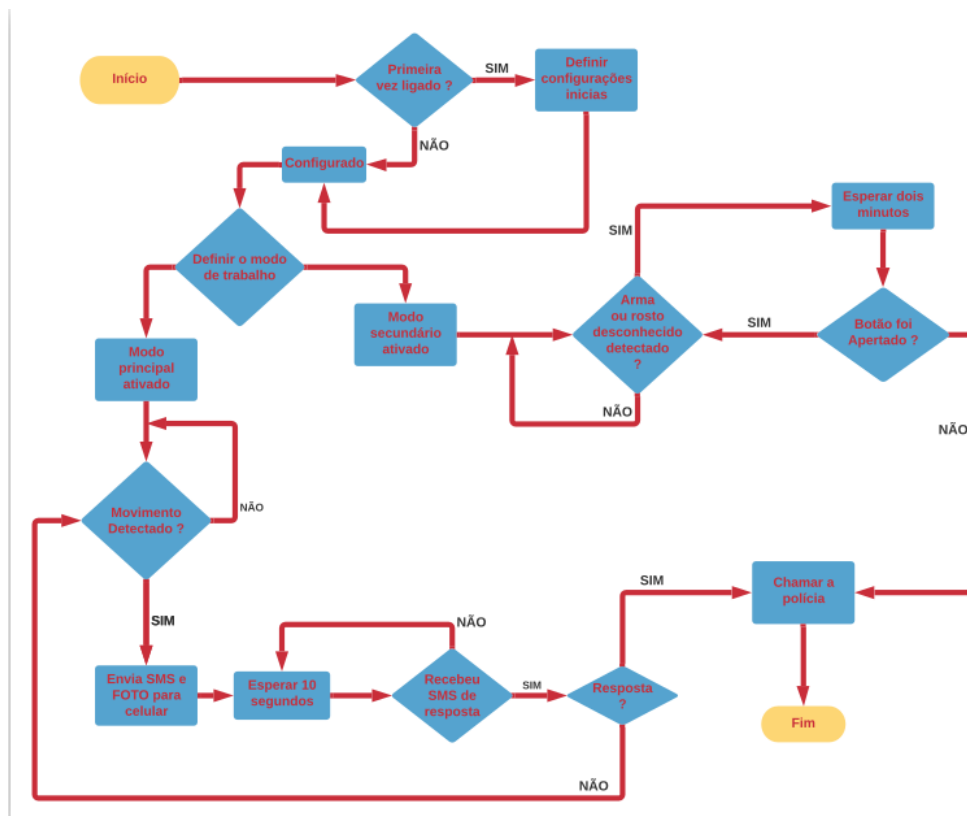 Início
Primeira
vez ligado ?
SIM
Definir
configurações
inicias
NÃO
Configurado
Definir o modo
de trabalho
Modo
principal
ativado
Modo
secundário
ativado
Arma
ou rosto
desconhecido
detectado
?
SIM
NÃO
Esperar dois
minutos
Botão foi
Apertado ?
SIM
NÃO
Movimento
Detectado ?
NÃO
SIM
Envia SMS e
FOTO para
celular
Esperar 10
segundos
NÃO
Recebeu
SMS de
resposta
SIM
Resposta
?
SIM
NÃO
Chamar a
polícia
Fim